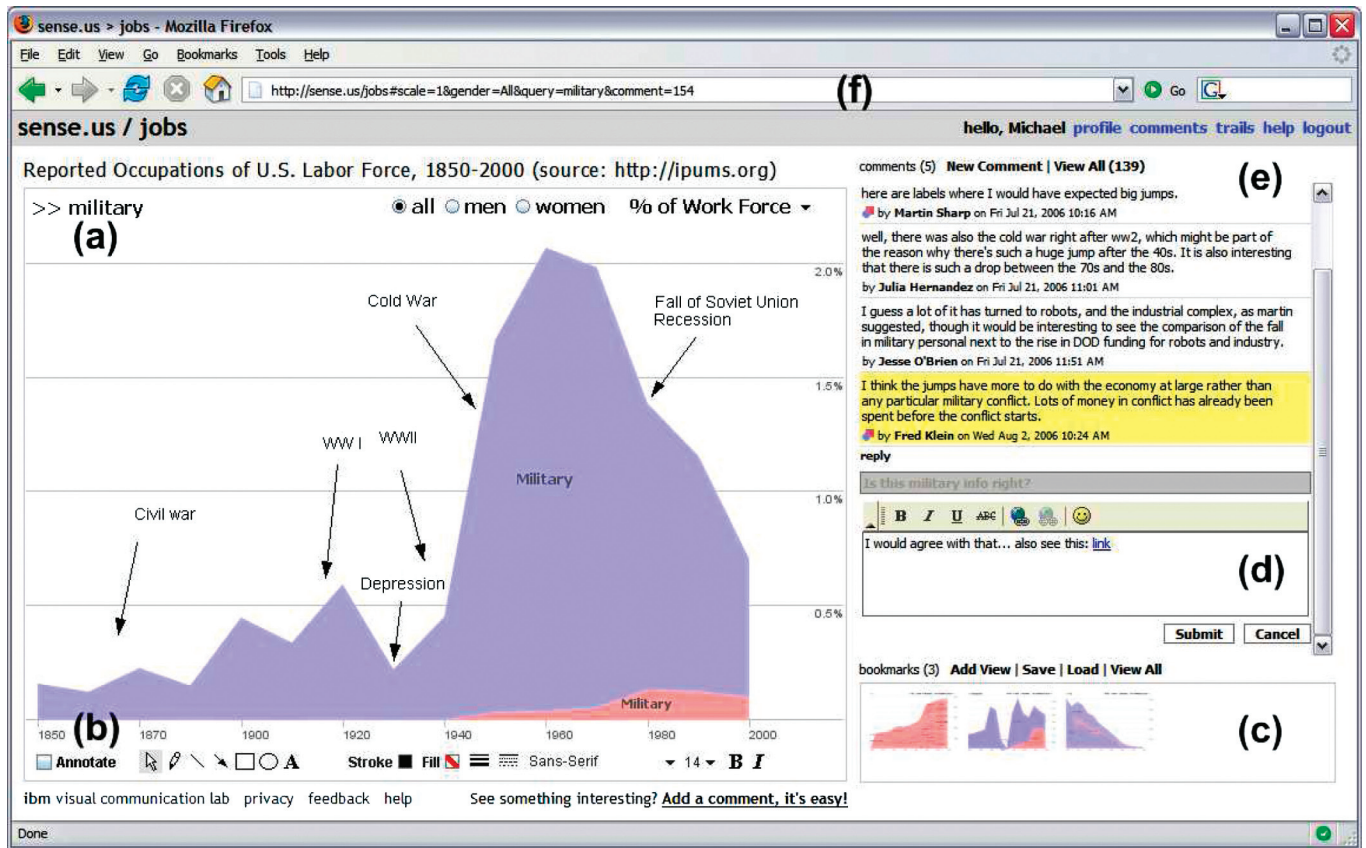 sense.us > jobs - Mozilla Firefox
File Edit View Go Bookmarks Tools Help
http://sense.us/jobs#scale=1&gender=All&query=military&comment=154
(f)
Go
G
sense.us / jobs
hello, Michael profile comments trails help logout
Reported Occupations of U.S. Labor Force, 1850-2000 (source: http://ipums.org)
>> military
all men women % of Work Force
(a)
2.0%
Cold War
Fall of Soviet Union
Recession
1.5%
WW I
WWII
Military
1.0%
Civil war
Depression
0.5%
Military
(b)
1850 1870 1900 1920 1940 1960 1980 2000
Annotate
A
Stroke Fill Sans-Serif 14 B I
ibm visual communication lab privacy feedback help
See something interesting? Add a comment, it's easy!
comments (5) New Comment | View All (139)
(e)
here are labels where I would have expected big jumps.
by Martin Sharp on Fri Jul 21, 2006 10:16 AM
well, there was also the cold war right after ww2, which might be part of
the reason why there's such a huge jump after the 40s. It is also interesting
that there is such a drop between the 70s and the 80s.
by Julia Hernandez on Fri Jul 21, 2006 11:01 AM
I guess a lot of it has turned to robots, and the industrial complex, as martin
suggested, though it would be interesting to see the comparison of the fall
in military personal next to the rise in DOD funding for robots and industry.
by Jesse O'Brien on Fri Jul 21, 2006 11:51 AM
I think the jumps have more to do with the economy at large rather than
any particular military conflict. Lots of money in conflict has already been
spent before the conflict starts.
by Fred Klein on Wed Aug 2, 2006 10:24 AM
reply
Is this military info right?
B I U ABC
I would agree with that... also see this: link
(d)
Submit Cancel
bookmarks (3) Add View | Save | Load | View All
(c)
Done